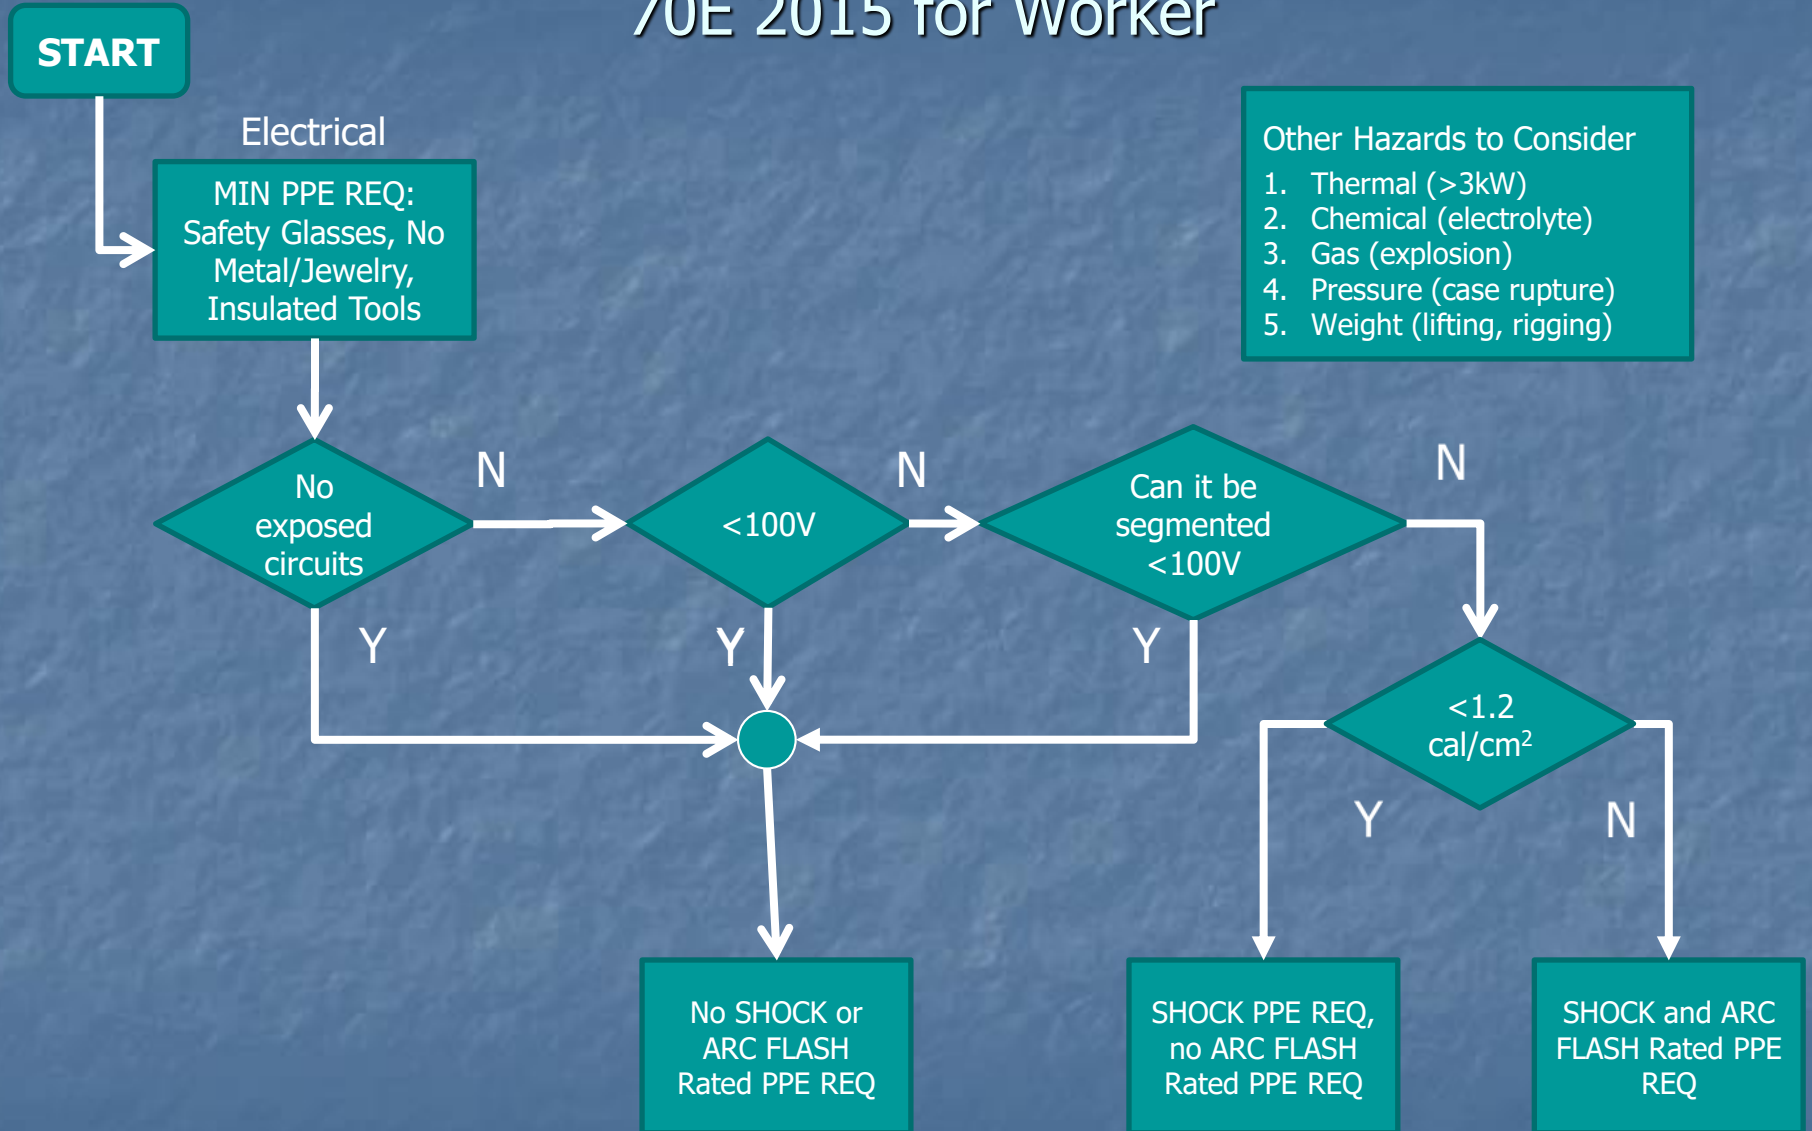 70E 2015 for Worker
START
Electrical
MIN PPE REQ:
Safety Glasses, No
Metal/Jewelry,
Insulated Tools
Other Hazards to Consider
1. Thermal (>3kW)
2. Chemical (electrolyte)
3. Gas (explosion)
4. Pressure (case rupture)
5. Weight (lifting, rigging)
No
exposed
circuits
N
<100V
N
Can it be
segmented
<100V
N
Y
Y
Y
<1.2
cal/cm²
Y
N
No SHOCK or
ARC FLASH
Rated PPE REQ
SHOCK PPE REQ,
no ARC FLASH
Rated PPE REQ
SHOCK and ARC
FLASH Rated PPE
REQ